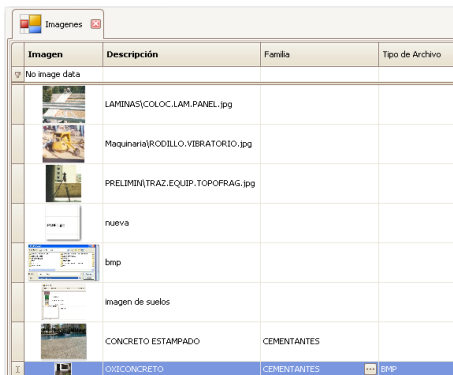 Imagenes
Imagen Descripción Familia Tipo de Archivo
No image data
LAMINAS\COLOC.LAM.PANEL.jpg
Maquinaria\RODILLO.VIBRATORIO.jpg
PRELIMIN\TRAZ.EQUIP.TOPOFRAG.jpg
nueva
bmp
imagen de suelos
CONCRETO ESTAMPADO CEMENTANTES
OXICONCRETO CEMENTANTES ... BMP